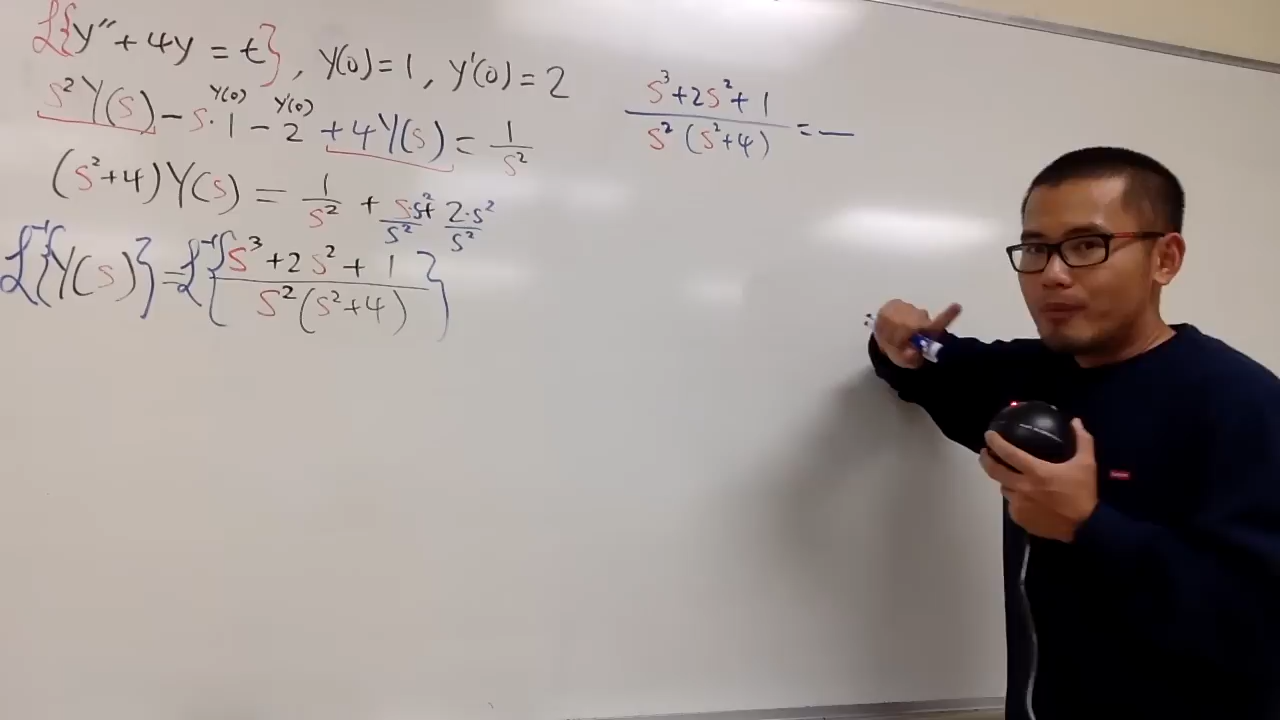 ℒ{y'' + 4y = t}, y(0) = 1, y'(0) = 2
y(0) y'(0)
s² Y(s) - s·1 - 2 + 4Y(s) = 1/s²
(s²+4) Y(s) = 1/s² + s·s²/s² + 2·s²/s²
ℒ⁻¹{Y(s)} = ℒ⁻¹{(s³ + 2s² + 1)/(s²(s²+4))}
(s³ + 2s² + 1)/(s²(s²+4)) = —